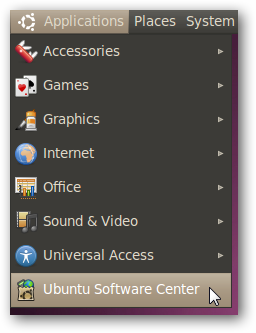 Applications Places System
Accessories
Games
Graphics
Internet
Office
Sound & Video
Universal Access
Ubuntu Software Center